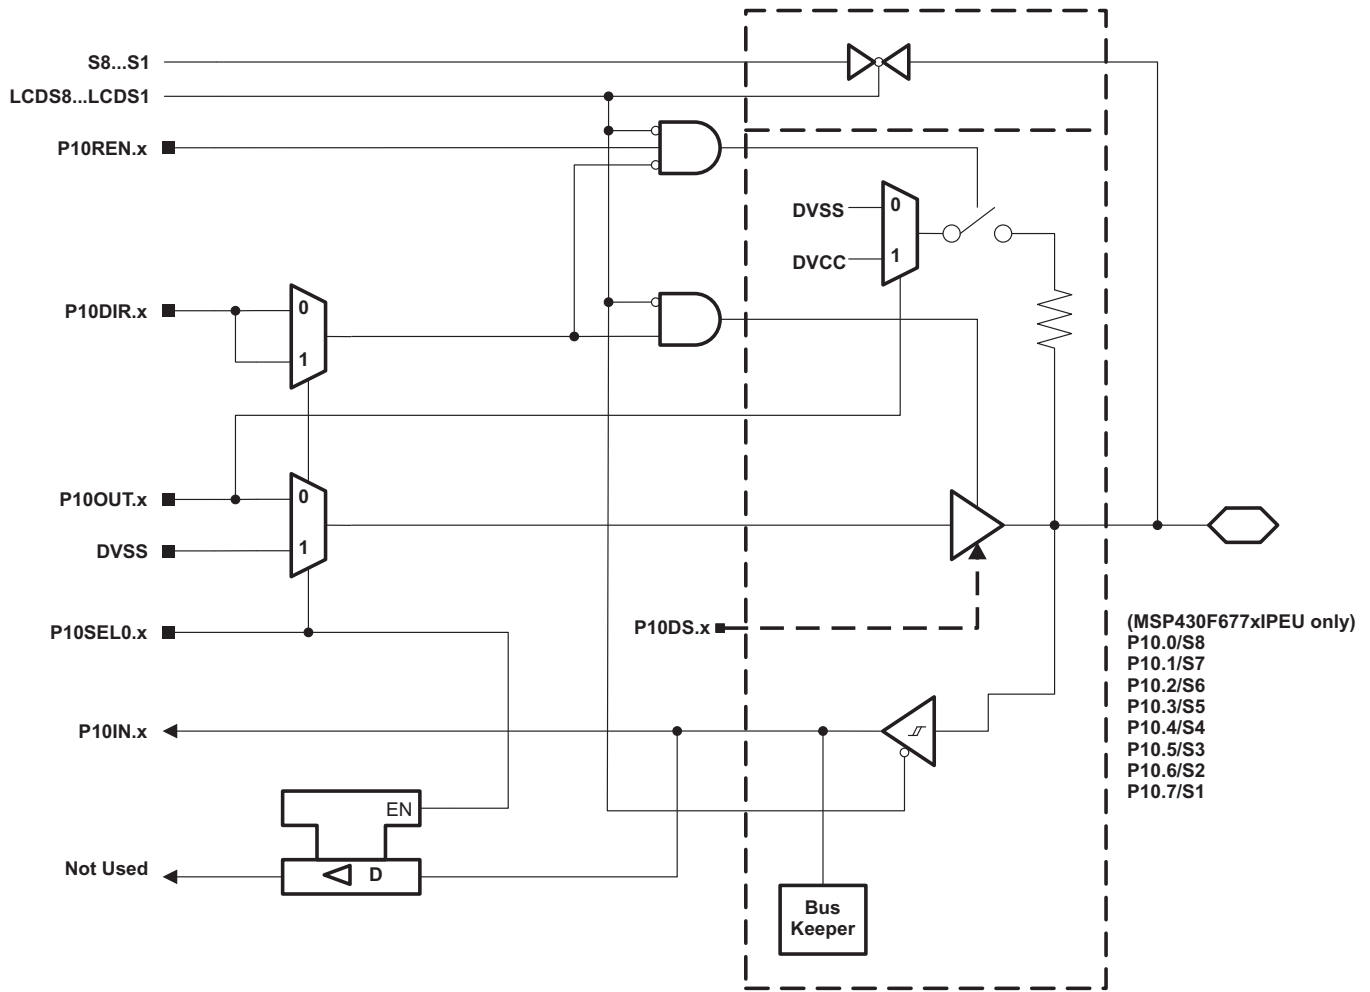 S8...S1
LCDS8...LCDS1
P10REN.x
DVSS
0
DVCC
1
P10DIR.x
0
1
P10OUT.x
0
DVSS
1
P10SEL0.x
P10DS.x
(MSP430F677xIPEU only)
P10.0/S8
P10.1/S7
P10.2/S6
P10.3/S5
P10.4/S4
P10.5/S3
P10.6/S2
P10.7/S1
P10IN.x
EN
Not Used
D
Bus
Keeper